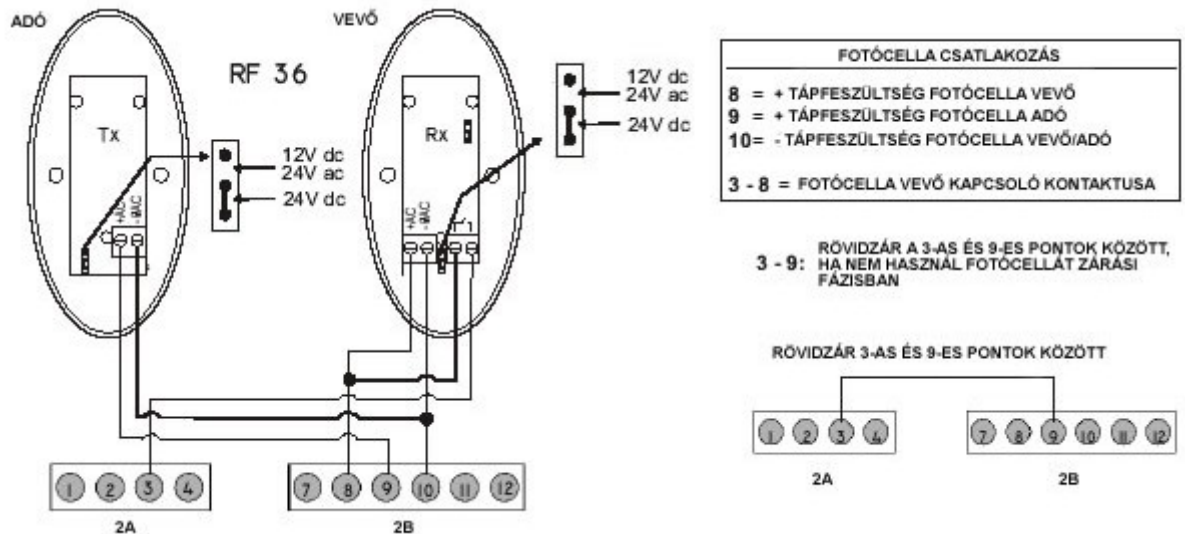 ADÓ
VEVŐ
RF 36
Tx
+AC
12V dc
24V ac
24V dc
Rx
+AC
12V dc
24V ac
24V dc
1 2 3 4
2A
7 8 9 10 11 12
2B
FOTÓCELLA CSATLAKOZÁS
8 = + TÁPFESZÜLTSÉG FOTÓCELLA VEVŐ
9 = + TÁPFESZÜLTSÉG FOTÓCELLA ADÓ
10= - TÁPFESZÜLTSÉG FOTÓCELLA VEVŐ/ADÓ
3 - 8 = FOTÓCELLA VEVŐ KAPCSOLÓ KONTAKTUSA
3 - 9: RÖVIDZÁR A 3-AS ÉS 9-ES PONTOK KÖZÖTT,
HA NEM HASZNÁL FOTÓCELLÁT ZÁRÁSI
FÁZISBAN
RÖVIDZÁR 3-AS ÉS 9-ES PONTOK KÖZÖTT
1 2 3 4
2A
7 8 9 10 11 12
2B